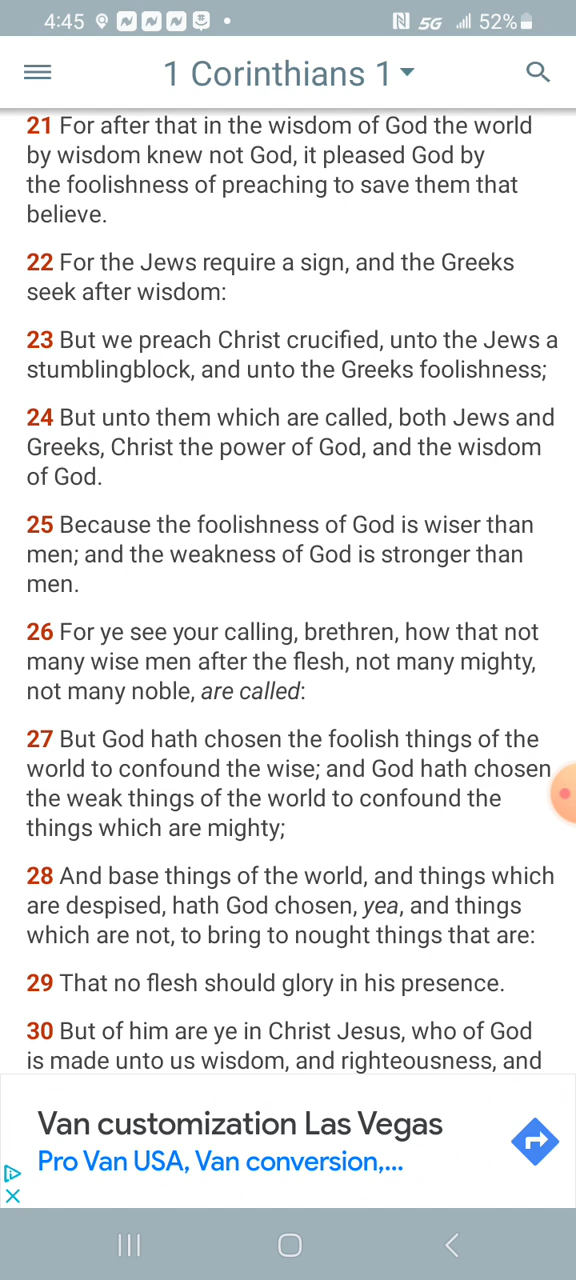 4:45
5G
52%
1 Corinthians 1
21 For after that in the wisdom of God the world
by wisdom knew not God, it pleased God by
the foolishness of preaching to save them that
believe.
22 For the Jews require a sign, and the Greeks
seek after wisdom:
23 But we preach Christ crucified, unto the Jews a
stumblingblock, and unto the Greeks foolishness;
24 But unto them which are called, both Jews and
Greeks, Christ the power of God, and the wisdom
of God.
25 Because the foolishness of God is wiser than
men; and the weakness of God is stronger than
men.
26 For ye see your calling, brethren, how that not
many wise men after the flesh, not many mighty,
not many noble, are called:
27 But God hath chosen the foolish things of the
world to confound the wise; and God hath chosen
the weak things of the world to confound the
things which are mighty;
28 And base things of the world, and things which
are despised, hath God chosen, yea, and things
which are not, to bring to nought things that are:
29 That no flesh should glory in his presence.
30 But of him are ye in Christ Jesus, who of God
is made unto us wisdom, and righteousness, and
Van customization Las Vegas
Pro Van USA, Van conversion,...